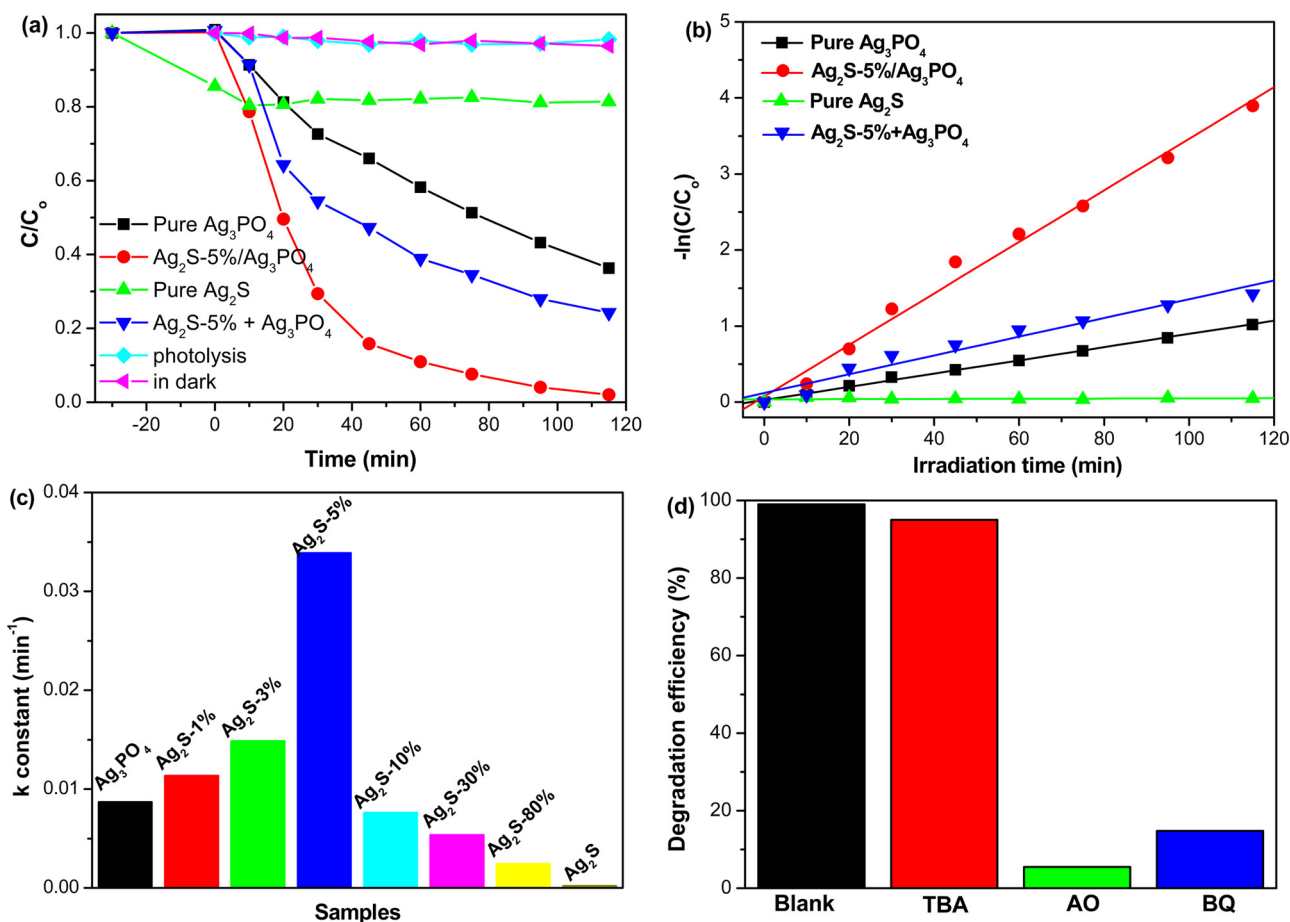 (a)
C/C₀
1.0
0.8
0.6
0.4
0.2
0.0
Pure Ag₃PO₄
Ag₂S-5%/Ag₃PO₄
Pure Ag₂S
Ag₂S-5% + Ag₃PO₄
photolysis
in dark
-20 0 20 40 60 80 100 120
Time (min)
(b)
-ln(C/Cₒ)
5
4
3
2
1
0
Pure Ag₃PO₄
Ag₂S-5%/Ag₃PO₄
Pure Ag₂S
Ag₂S-5%+Ag₃PO₄
0 20 40 60 80 100 120
Irradiation time (min)
(c)
k constant (min⁻¹)
0.04
0.03
0.02
0.01
0.00
Ag₃PO₄
Ag₂S-1%
Ag₂S-3%
Ag₂S-5%
Ag₂S-10%
Ag₂S-30%
Ag₂S-80%
Ag₂S
Samples
(d)
Degradation efficiency (%)
100
80
60
40
20
0
Blank TBA AO BQ